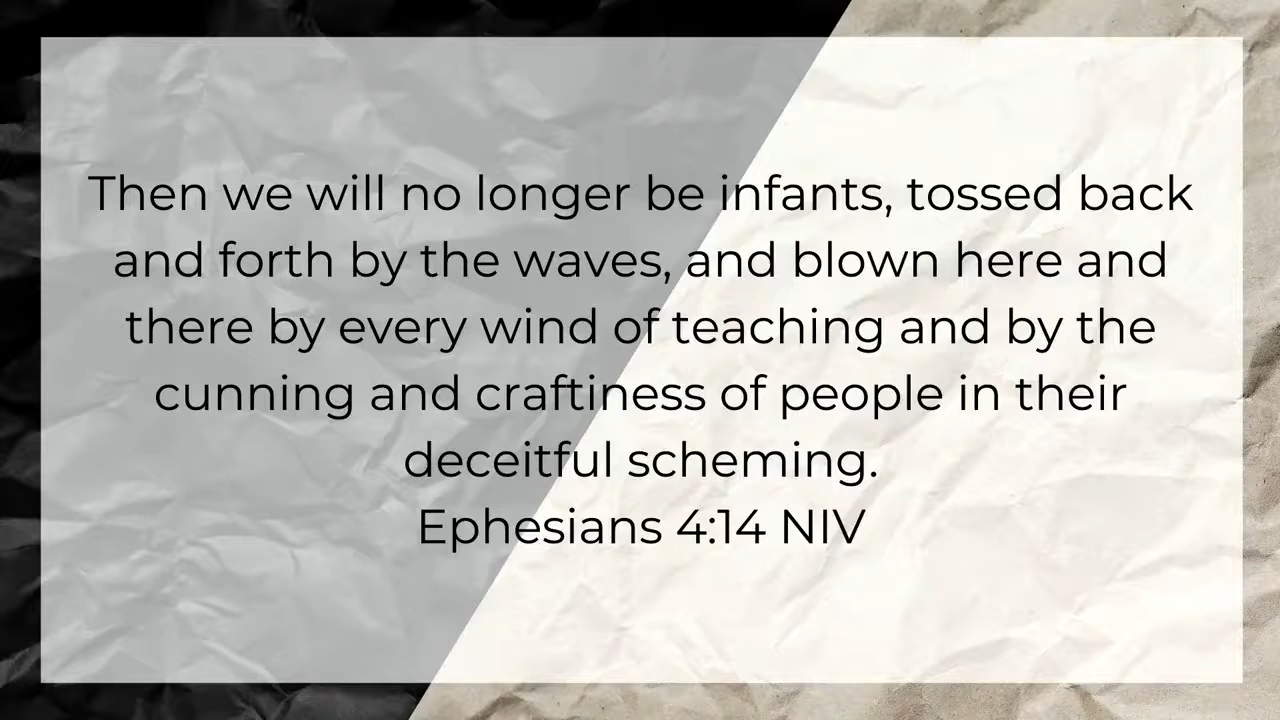 Then we will no longer be infants, tossed back
and forth by the waves, and blown here and
there by every wind of teaching and by the
cunning and craftiness of people in their
deceitful scheming.
Ephesians 4:14 NIV